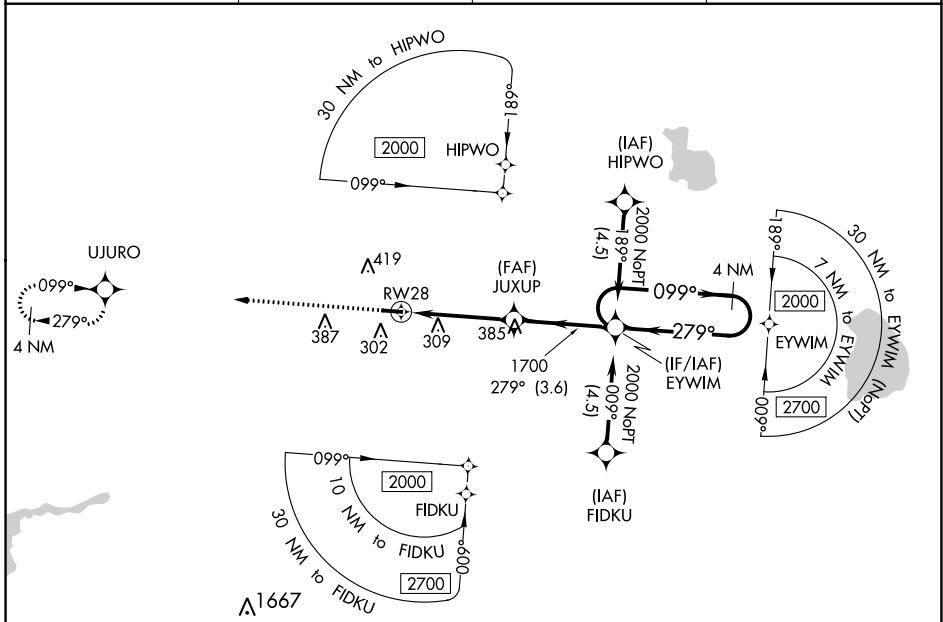 30 NM to HIPWO
2000
HIPWO
189°
099°
(IAF)
HIPWO
2000 NoPT
189°
(4.5)
UJURO
099°
279°
4 NM
419
RW28
387
302
309
(FAF)
JUXUP
385
1700
279° (3.6)
4 NM
099°
279°
(IF/IAF)
EYWIM
2000 NoPT
009°
(4.5)
(IAF)
FIDKU
189°
30 NM to EYWIM (NoPT)
7 NM to EYWIM
2000
EYWIM
2700
009°
099°
2000
FIDKU
10 NM to FIDKU
009°
30 NM to FIDKU
2700
1667